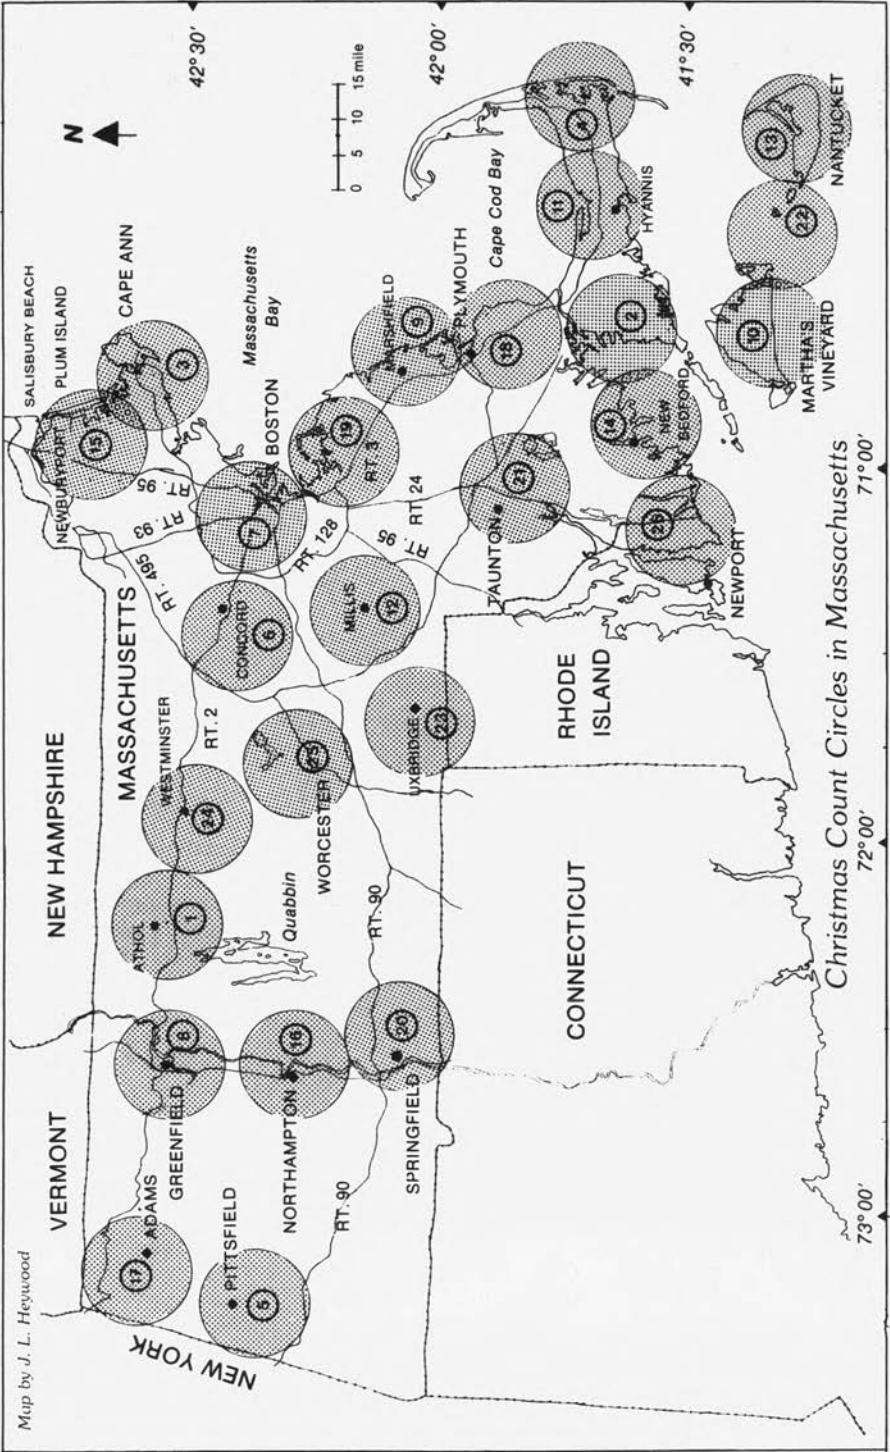 Map by J. L. Heywood
VERMONT
NEW HAMPSHIRE
SALISBURY BEACH
PLUM ISLAND
NEWBURYPORT
CAPE ANN
N
42°30'
NEW YORK
17
ADAMS
GREENFIELD
8
ATHOL
1
WESTMINSTER
24
MASSACHUSETTS
RT. 495
RT. 93
RT. 95
15
3
RT. 2
PITTSFIELD
5
NORTHAMPTON
16
Quabbin
WORCESTER
25
CONCORD
6
7
BOSTON
Massachusetts
Bay
0 5 10 15 mile
RT. 90
RT. 90
SPRINGFIELD
20
UXBRIDGE
23
MILLIS
12
RT. 128
RT. 3
19
MARSHFIELD
9
RT. 95
RT. 24
PLYMOUTH
Cape Cod Bay
42°00'
18
TAUNTON
21
11
HYANNIS
CONNECTICUT
RHODE
ISLAND
NEWPORT
14
NEW
BEDFORD
2
41°30'
10
MARTHA'S
VINEYARD
22
13
NANTUCKET
Christmas Count Circles in Massachusetts
73°00'
72°00'
71°00'